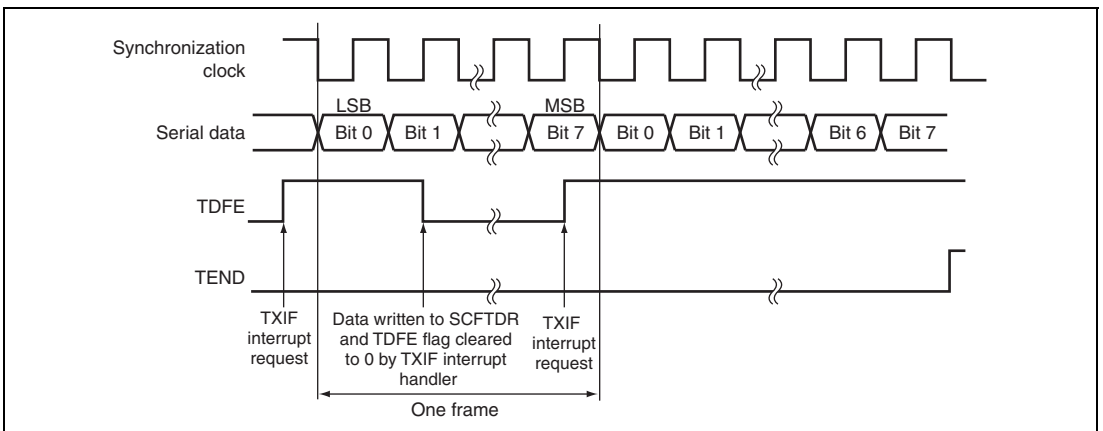 Synchronization
clock
LSB
MSB
Serial data
Bit 0
Bit 1
Bit 7
Bit 0
Bit 1
Bit 6
Bit 7
TDFE
TEND
TXIF
interrupt
request
Data written to SCFTDR
and TDFE flag cleared
to 0 by TXIF interrupt
handler
TXIF
interrupt
request
One frame